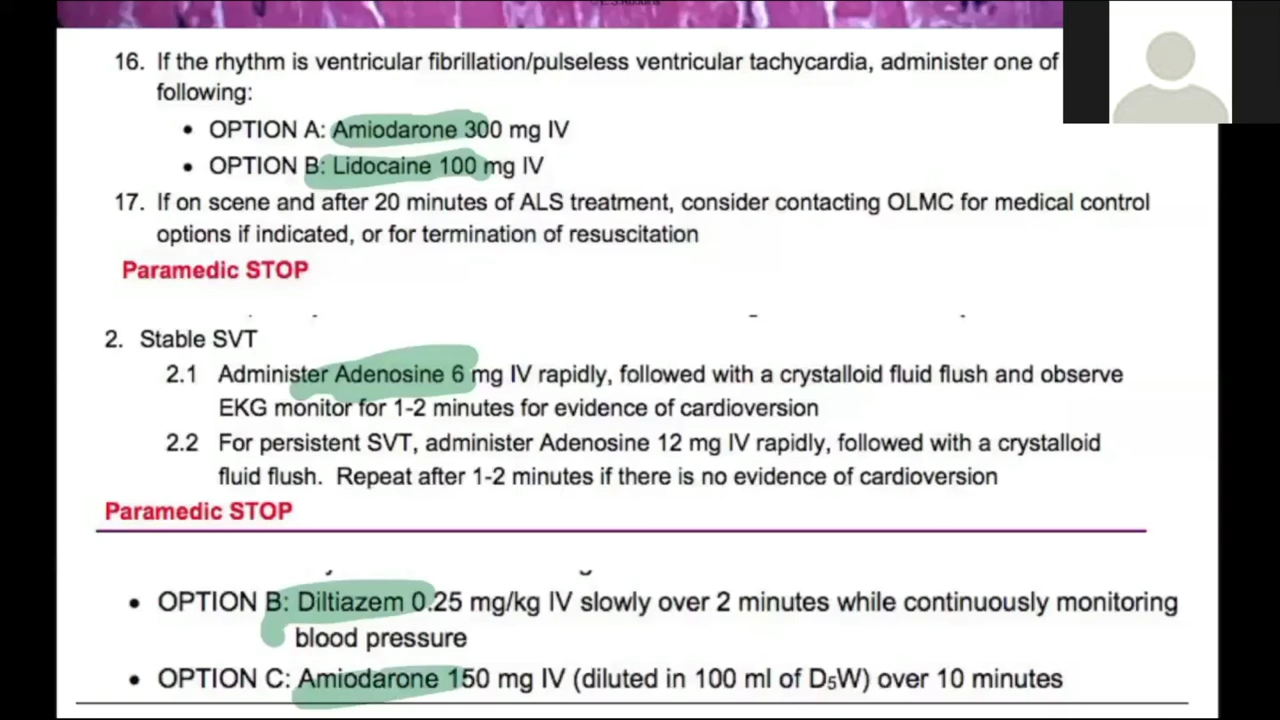 16. If the rhythm is ventricular fibrillation/pulseless ventricular tachycardia, administer one of
following:
• OPTION A: Amiodarone 300 mg IV
• OPTION B: Lidocaine 100 mg IV
17. If on scene and after 20 minutes of ALS treatment, consider contacting OLMC for medical control
options if indicated, or for termination of resuscitation
Paramedic STOP
2. Stable SVT
2.1 Administer Adenosine 6 mg IV rapidly, followed with a crystalloid fluid flush and observe
EKG monitor for 1-2 minutes for evidence of cardioversion
2.2 For persistent SVT, administer Adenosine 12 mg IV rapidly, followed with a crystalloid
fluid flush. Repeat after 1-2 minutes if there is no evidence of cardioversion
Paramedic STOP
• OPTION B: Diltiazem 0.25 mg/kg IV slowly over 2 minutes while continuously monitoring
blood pressure
• OPTION C: Amiodarone 150 mg IV (diluted in 100 ml of D5W) over 10 minutes